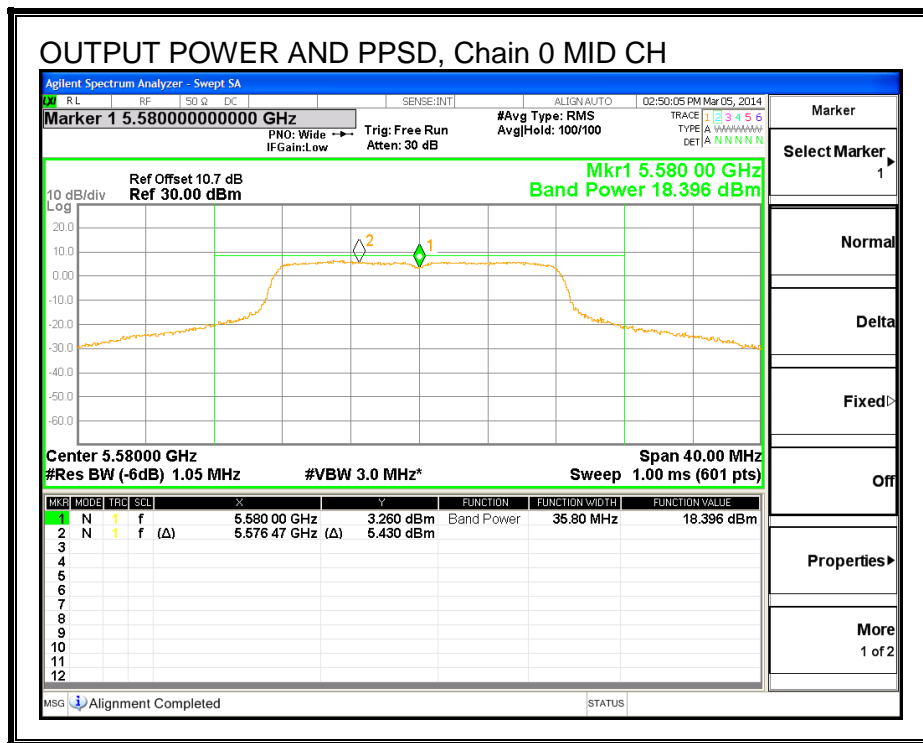 OUTPUT POWER AND PPSD, Chain 0 MID CH
Agilent Spectrum Analyzer - Swept SA
LXI RL RF 50 Ω DC SENSE:INT ALIGN AUTO 02:50:05 PM Mar 05, 2014
Marker 1 5.580000000000 GHz
PNO: Wide
IFGain:Low
Trig: Free Run
Atten: 30 dB
#Avg Type: RMS
Avg|Hold: 100/100
TRACE 1 2 3 4 5 6
TYPE A WWWWW
DET A N N N N N
Ref Offset 10.7 dB
Ref 30.00 dBm
10 dB/div
Log
Mkr1 5.580 00 GHz
Band Power 18.396 dBm
20.0
10.0
0.00
-10.0
-20.0
-30.0
-40.0
-50.0
-60.0
2
1
Center 5.58000 GHz
Span 40.00 MHz
#Res BW (-6dB) 1.05 MHz #VBW 3.0 MHz* Sweep 1.00 ms (601 pts)
MKR MODE TRC SCL X Y FUNCTION FUNCTION WIDTH FUNCTION VALUE
1 N 1 f 5.580 00 GHz 3.260 dBm Band Power 35.80 MHz 18.396 dBm
2 N 1 f (Δ) 5.576 47 GHz (Δ) 5.430 dBm
3
4
5
6
7
8
9
10
11
12
MSG Alignment Completed STATUS
Marker
Select Marker
1
Normal
Delta
Fixed
Off
Properties
More
1 of 2